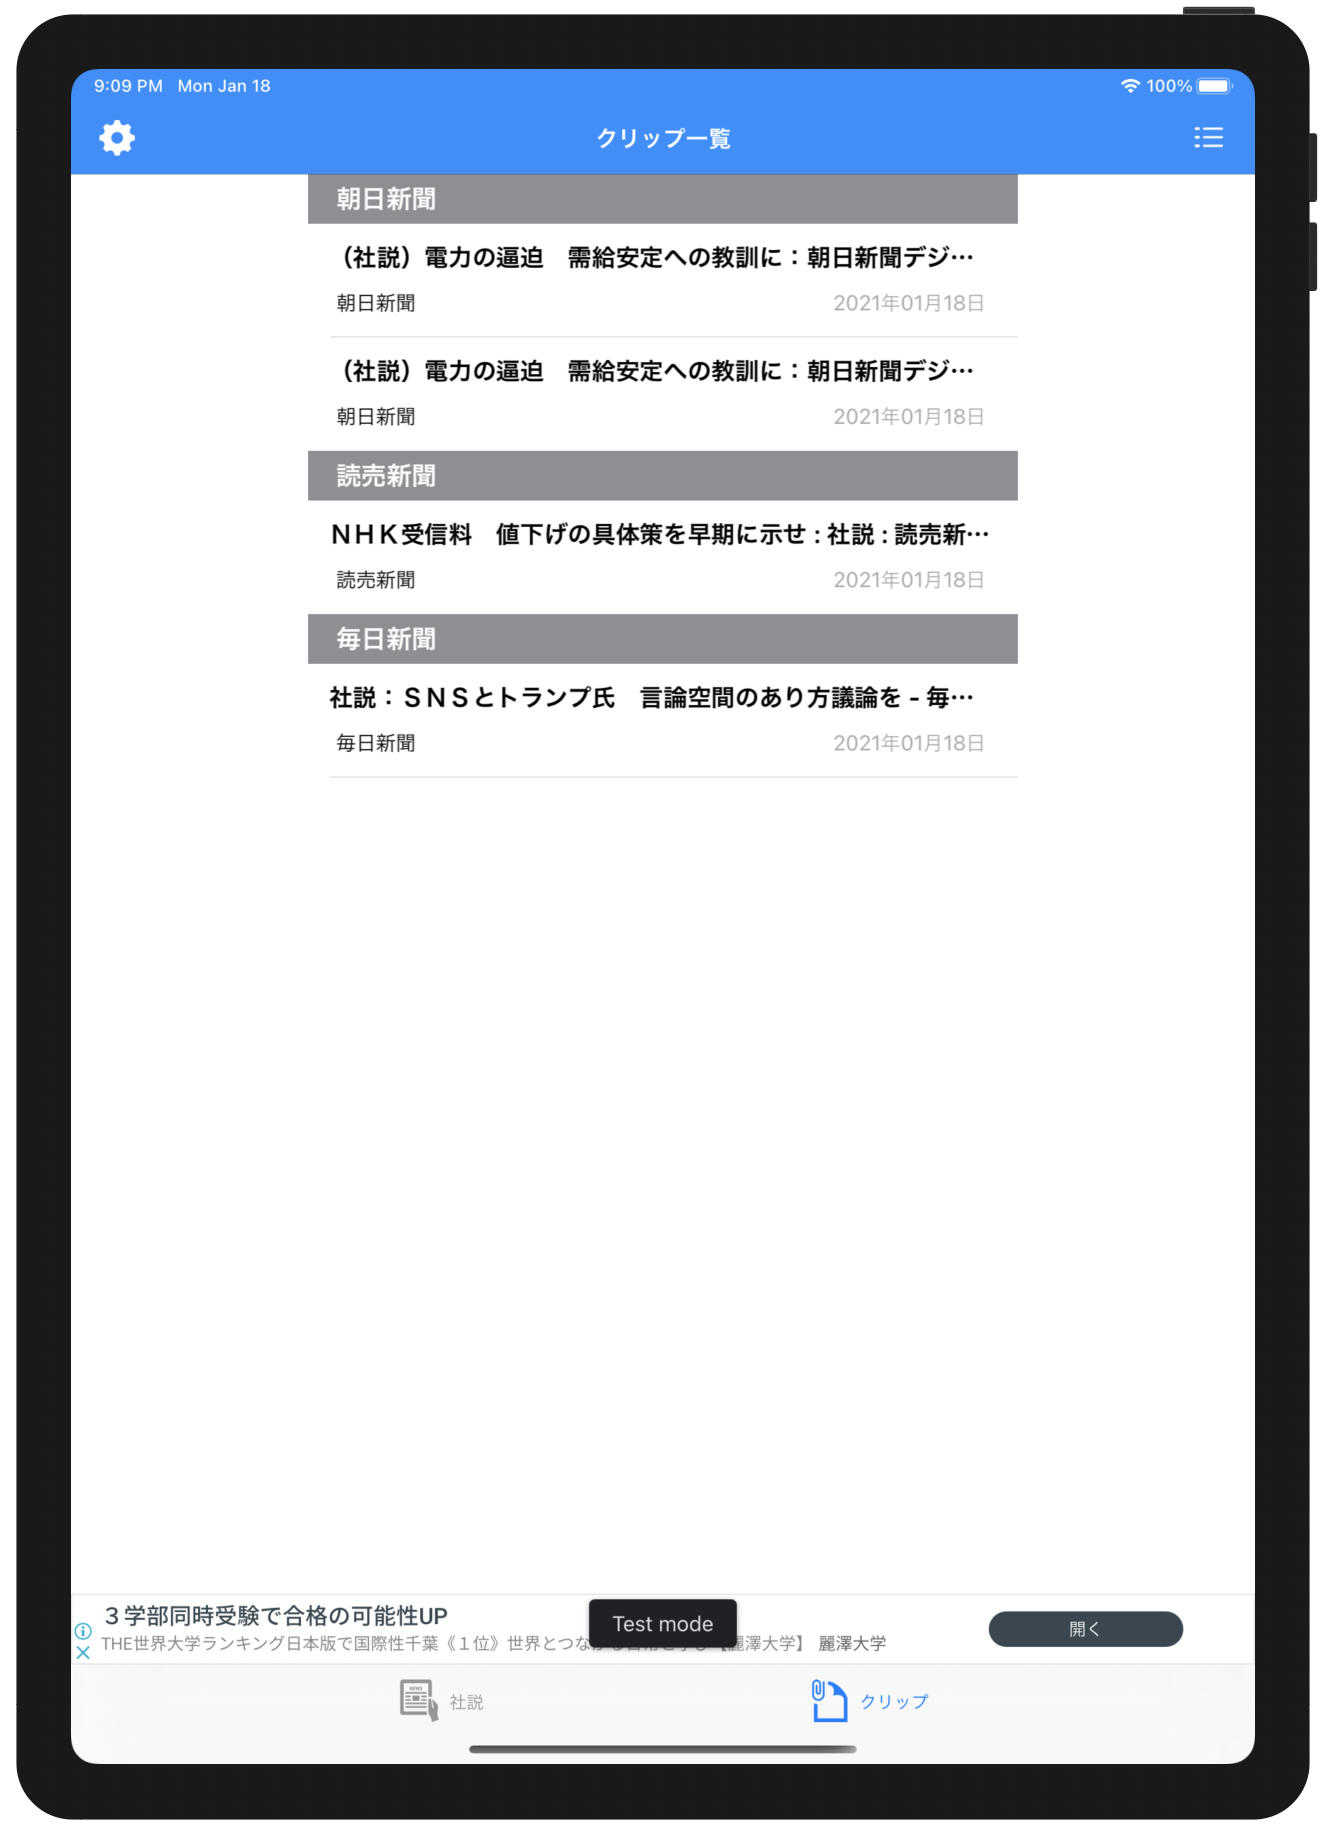 9:09 PM Mon Jan 18 100%
クリップ一覧
朝日新聞
（社説）電力の逼迫　需給安定への教訓に：朝日新聞デジ…
朝日新聞 2021年01月18日
（社説）電力の逼迫　需給安定への教訓に：朝日新聞デジ…
朝日新聞 2021年01月18日
読売新聞
ＮＨＫ受信料　値下げの具体策を早期に示せ : 社説 : 読売新…
読売新聞 2021年01月18日
毎日新聞
社説：ＳＮＳとトランプ氏　言論空間のあり方議論を - 毎…
毎日新聞 2021年01月18日
３学部同時受験で合格の可能性UP
THE世界大学ランキング日本版で国際性千葉《１位》世界とつな 麗澤大学】 麗澤大学
Test mode
開く
NEWS
社説
クリップ